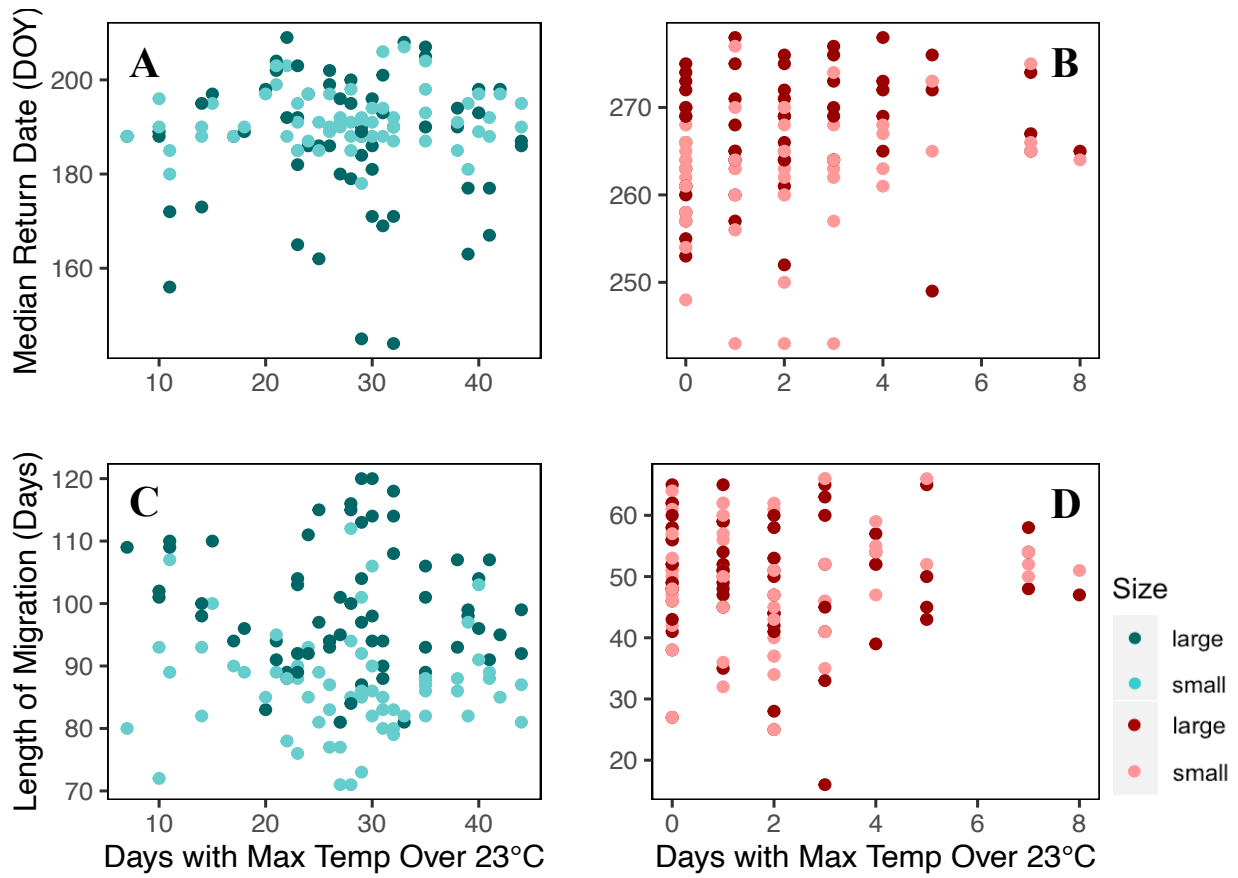 A
B
Median Return Date (DOY)
200
180
160
10
20
30
40
270
260
250
0
2
4
6
8
C
D
Length of Migration (Days)
120
110
100
90
80
70
10
20
30
40
Days with Max Temp Over 23°C
60
50
40
30
20
0
2
4
6
8
Days with Max Temp Over 23°C
Size
large
small
large
small